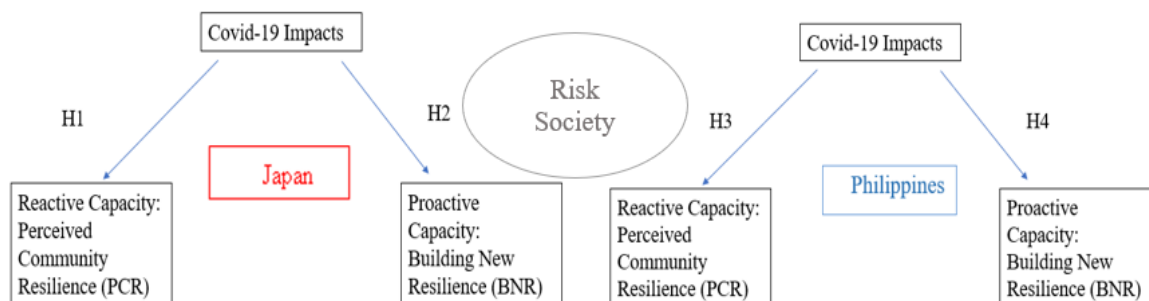 Covid-19 Impacts
Covid-19 Impacts
Risk
Society
H1
H2
H3
H4
Japan
Philippines
Reactive Capacity:
Perceived
Community
Resilience (PCR)
Proactive
Capacity:
Building New
Resilience (BNR)
Reactive Capacity:
Perceived
Community
Resilience (PCR)
Proactive
Capacity:
Building New
Resilience (BNR)